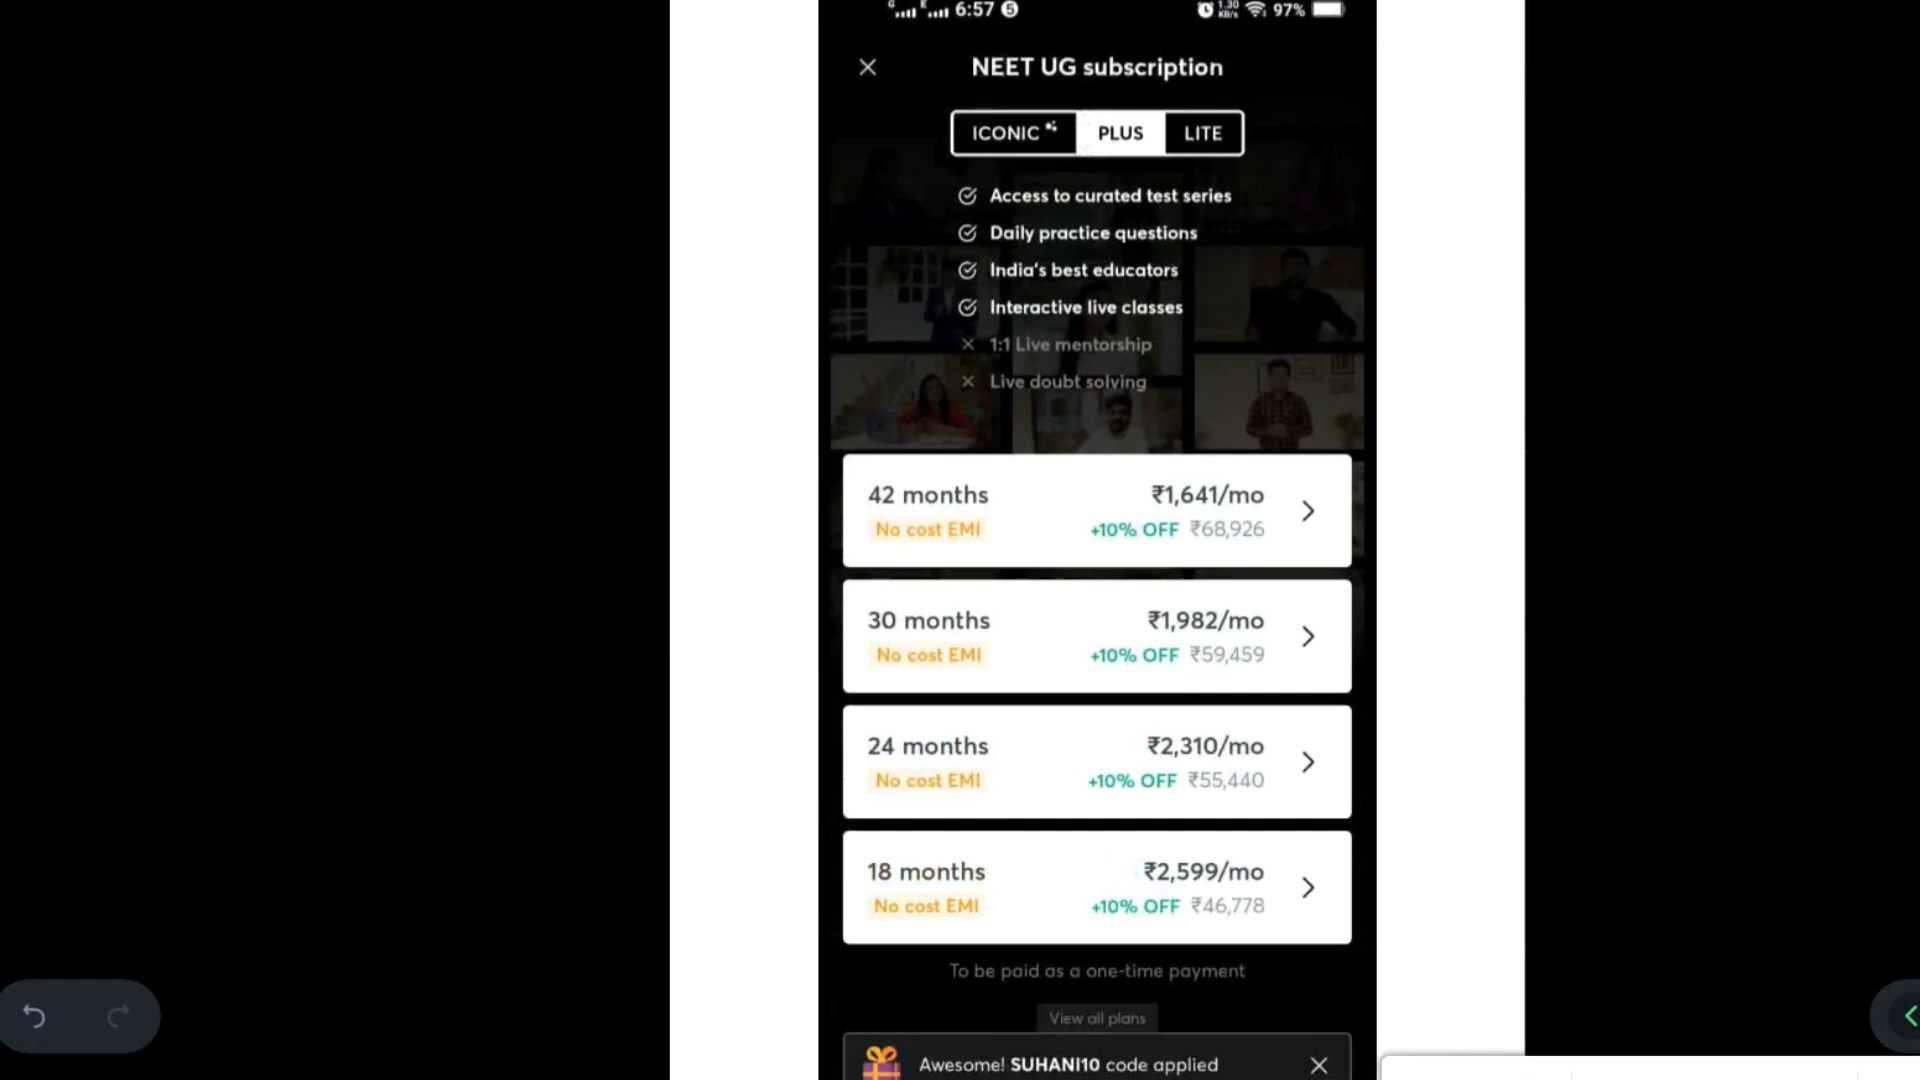 6:57 5 1.30 KB/s 97%
NEET UG subscription
ICONIC PLUS LITE
Access to curated test series
Daily practice questions
India's best educators
Interactive live classes
1:1 Live mentorship
Live doubt solving
42 months ₹1,641/mo
No cost EMI +10% OFF ₹68,926
30 months ₹1,982/mo
No cost EMI +10% OFF ₹59,459
24 months ₹2,310/mo
No cost EMI +10% OFF ₹55,440
18 months ₹2,599/mo
No cost EMI +10% OFF ₹46,778
To be paid as a one-time payment
View all plans
Awesome! SUHANI10 code applied